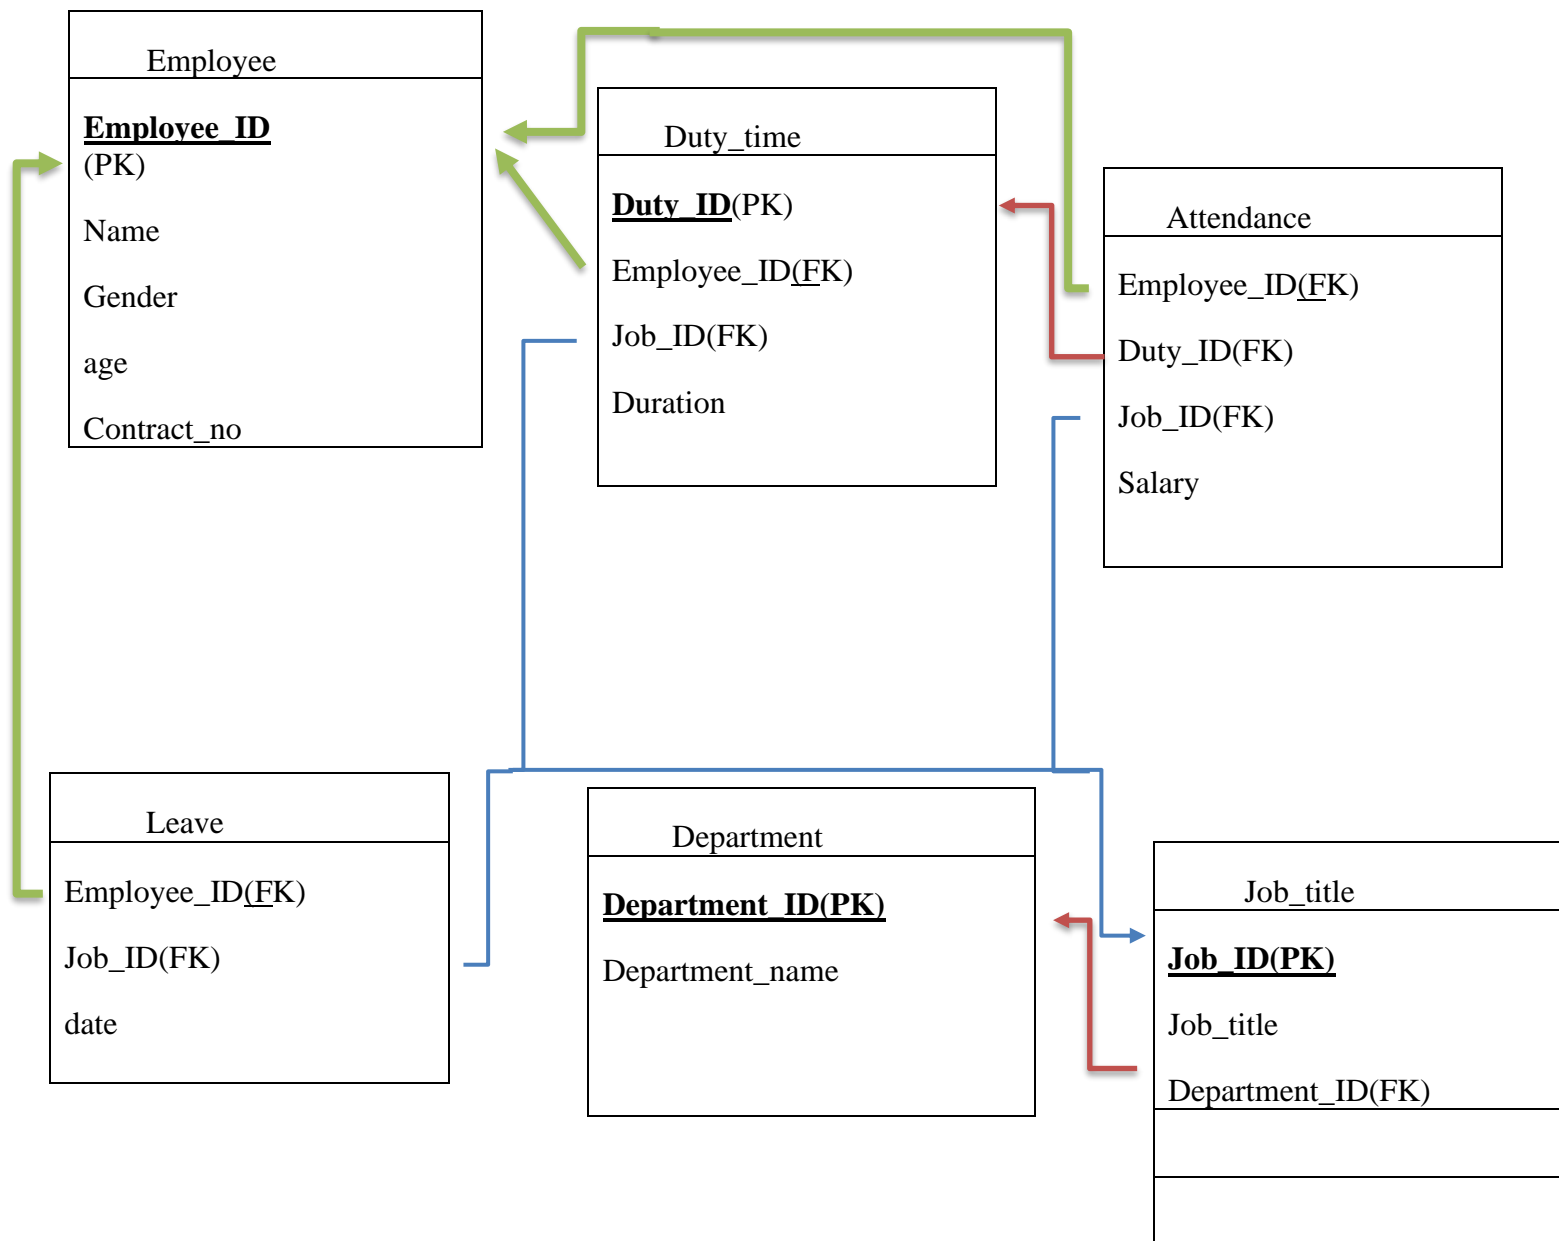 Employee
Employee_ID
(PK)
Name
Gender
age
Contract_no
Duty_time
Duty_ID(PK)
Employee_ID(FK)
Job_ID(FK)
Duration
Attendance
Employee_ID(FK)
Duty_ID(FK)
Job_ID(FK)
Salary
Leave
Employee_ID(FK)
Job_ID(FK)
date
Department
Department_ID(PK)
Department_name
Job_title
Job_ID(PK)
Job_title
Department_ID(FK)